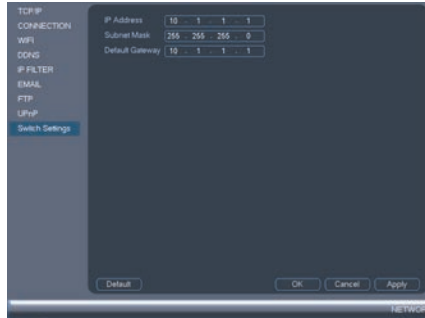 TCP/IP
CONNECTION
WIFI
DDNS
IP FILTER
EMAIL
FTP
UPnP
Switch Settings
IP Address 10 . 1 . 1 . 1
Subnet Mask 255 . 255 . 255 . 0
Default Gateway 10 . 1 . 1 . 1
Default OK Cancel Apply
NETWO